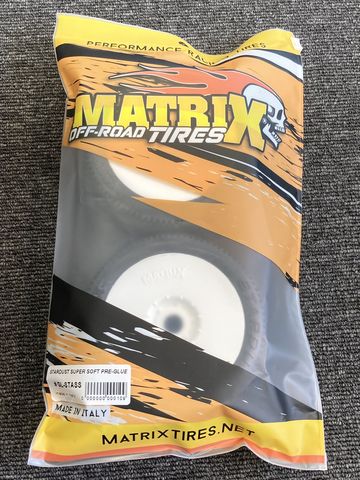 PERFORMANCE RACING TIRES
MATRIX
OFF-ROAD TIRES
MATRIX
STARDUST SUPER SOFT PRE-GLUE
MADE IN ITALY
MATRIXTIRES.NET